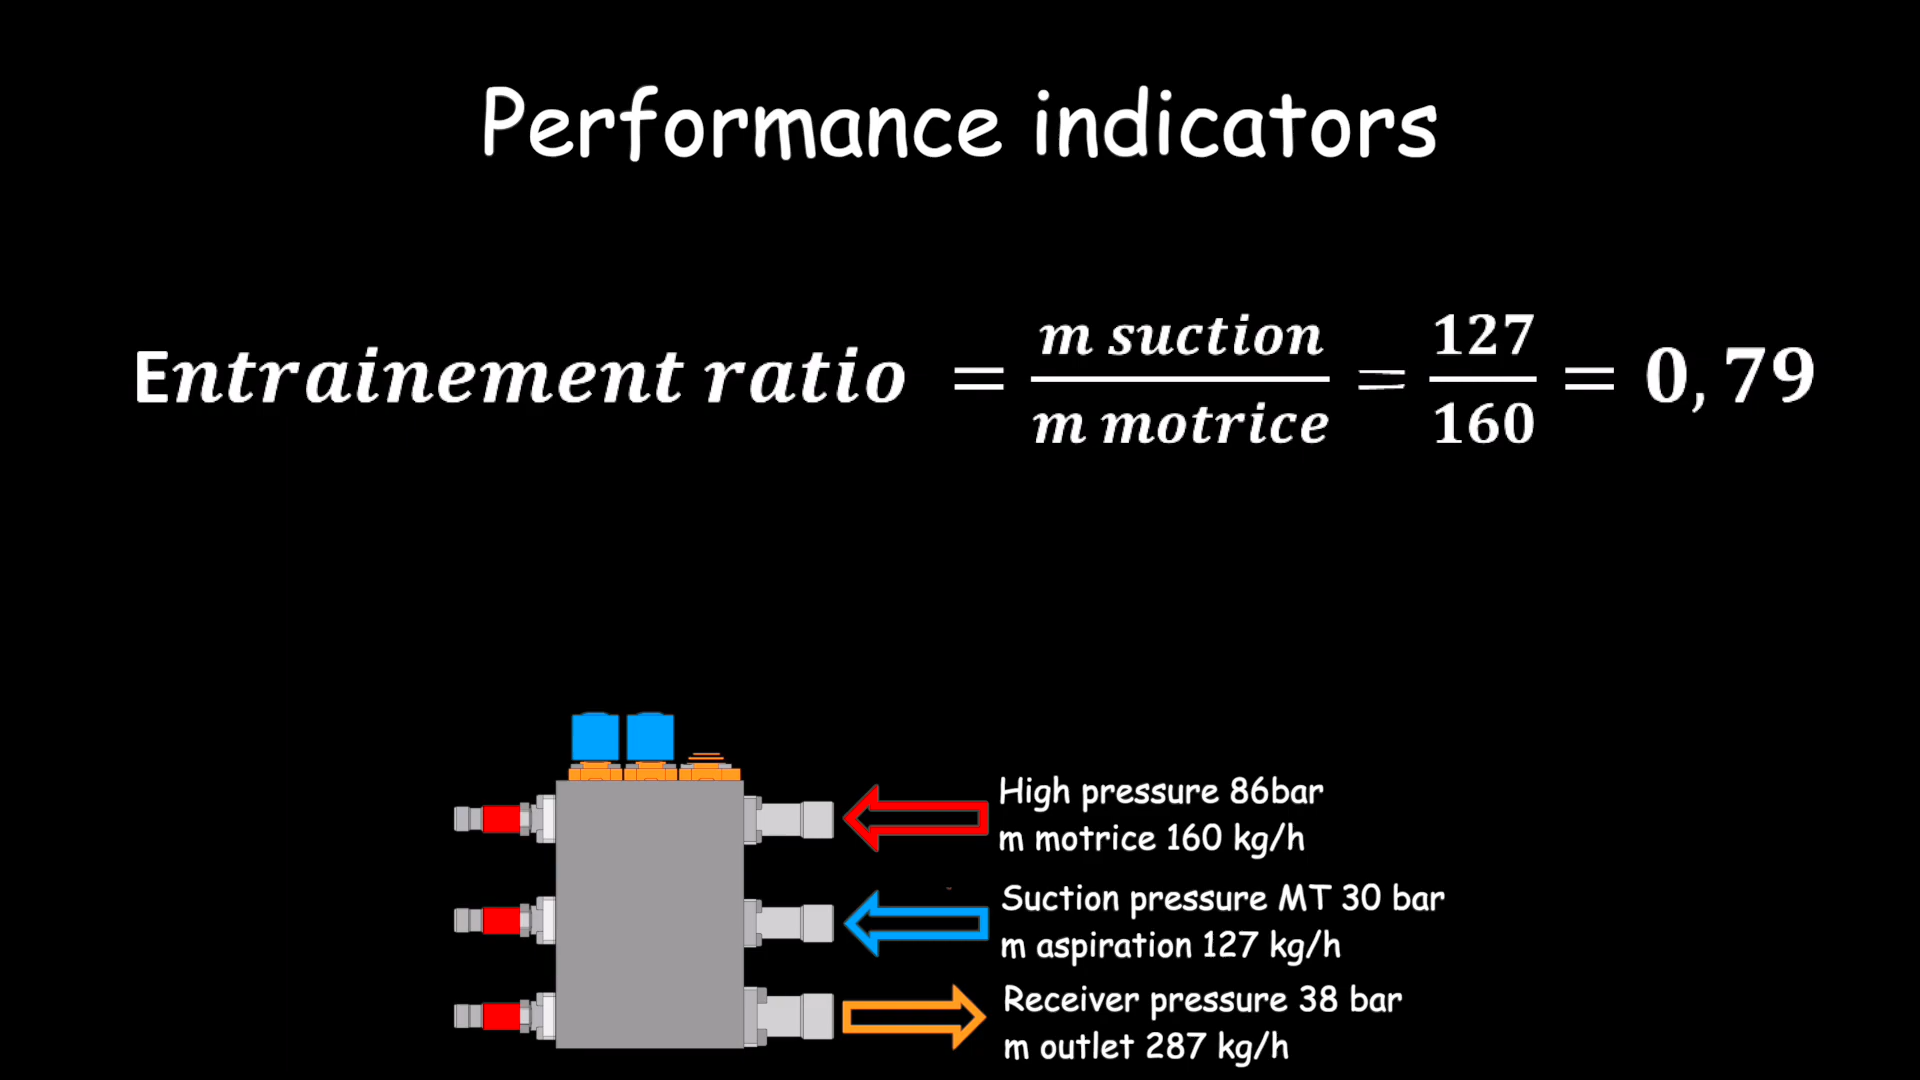 Performance indicators
Entrainement ratio = m suction / m motrice = 127 / 160 = 0, 79
High pressure 86bar
m motrice 160 kg/h
Suction pressure MT 30 bar
m aspiration 127 kg/h
Receiver pressure 38 bar
m outlet 287 kg/h